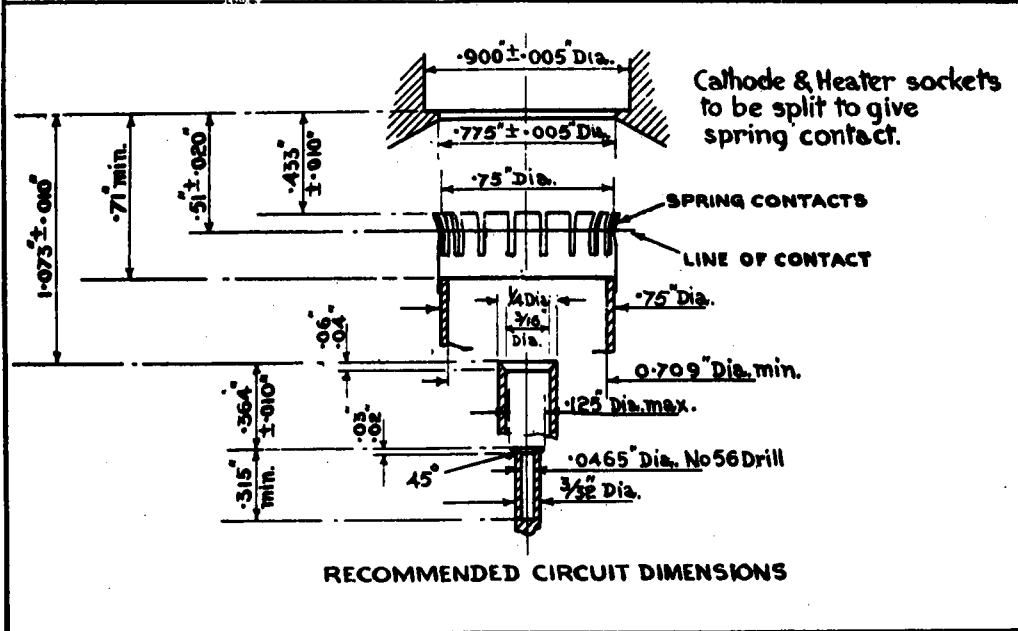 .900"±.005"Dia.
Cathode & Heater sockets
to be split to give
spring contact.
.775"±.005"Dia.
.75"Dia.
SPRING CONTACTS
LINE OF CONTACT
1.073"±.010"
.71" min.
.51"±.020"
.433"
±.010"
.75"Dia.
1/4 Dia
3/16"
Dia.
.06"
.04"
0.709"Dia. min.
.125"Dia. max.
.364"
±.010"
.03"
.02"
.0465"Dia. No 56 Drill
45°
3/32" Dia.
.315"
min.
RECOMMENDED CIRCUIT DIMENSIONS